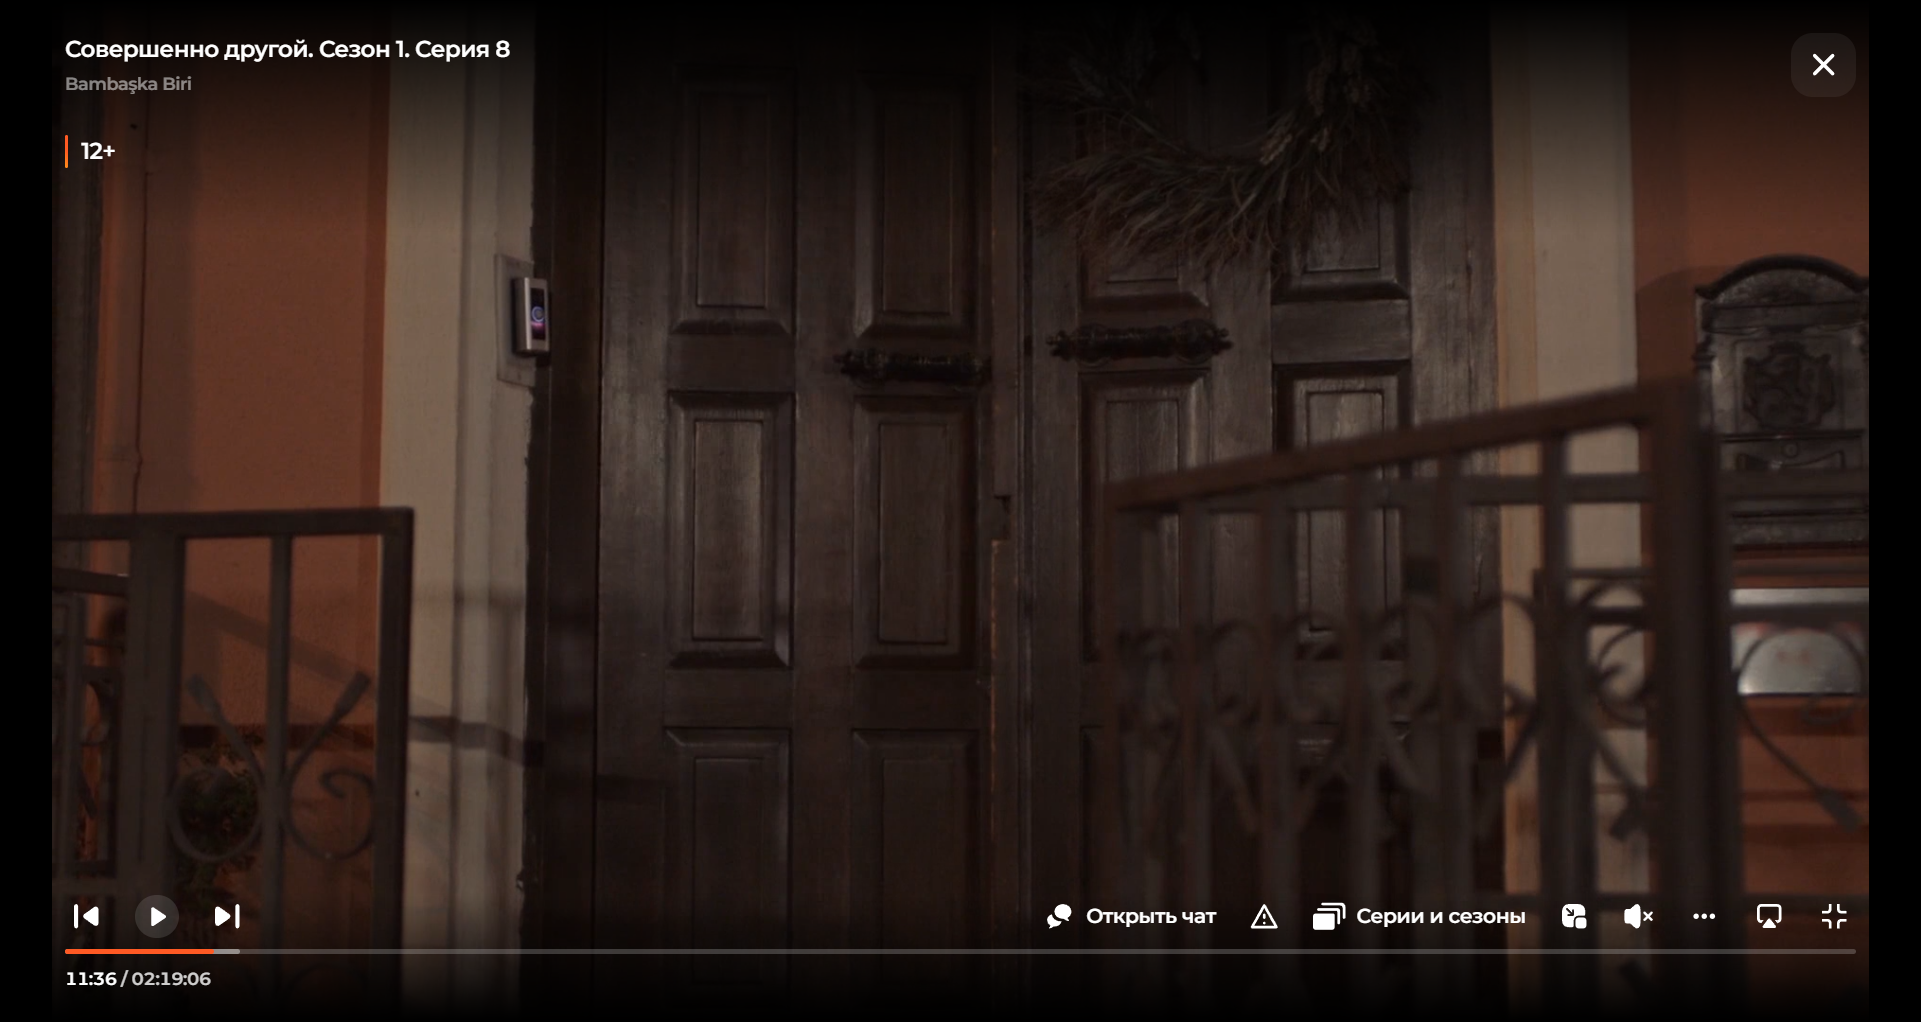 Совершенно другой. Сезон 1. Серия 8
Bambaşka Biri
12+
Открыть чат
Серии и сезоны
11:36 / 02:19:06